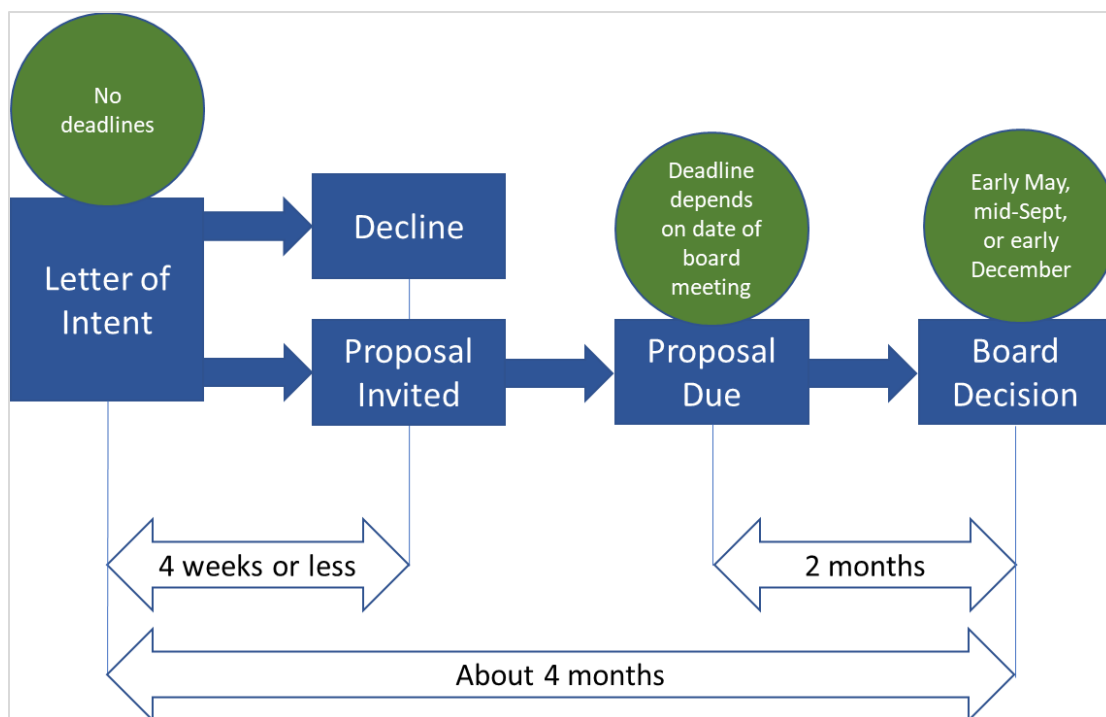 No
deadlines
Letter of
Intent
Decline
Proposal
Invited
Deadline
depends
on date of
board
meeting
Proposal
Due
Early May,
mid-Sept,
or early
December
Board
Decision
4 weeks or less
2 months
About 4 months